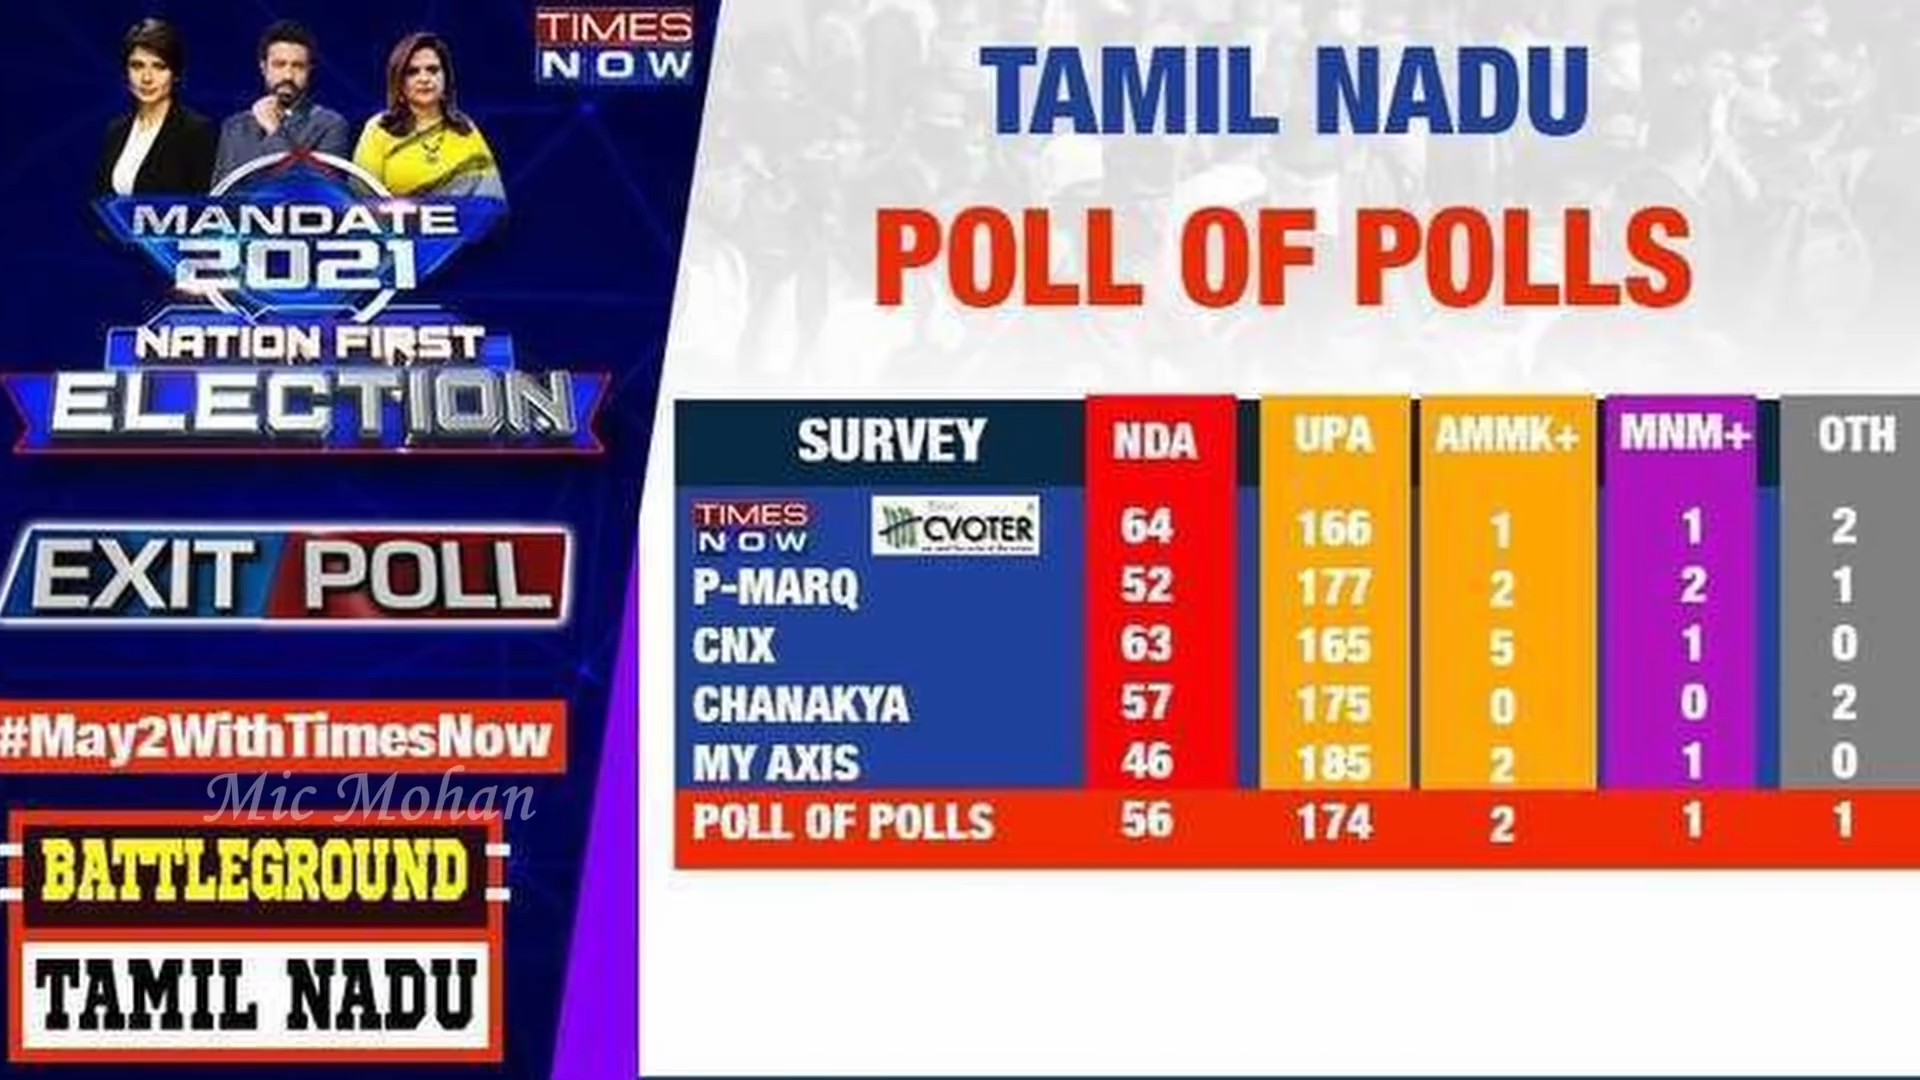 TIMES
NOW
MANDATE
2021
NATION FIRST
ELECTION
EXIT POLL
#May2WithTimesNow
Mic Mohan
BATTLEGROUND
TAMIL NADU
TAMIL NADU
POLL OF POLLS
SURVEY NDA UPA AMMK+ MNM+ OTH
TIMES NOW CVOTER 64 166 1 1 2
P-MARQ 52 177 2 2 1
CNX 63 165 5 1 0
CHANAKYA 57 175 0 0 2
MY AXIS 46 185 2 1 0
POLL OF POLLS 56 174 2 1 1